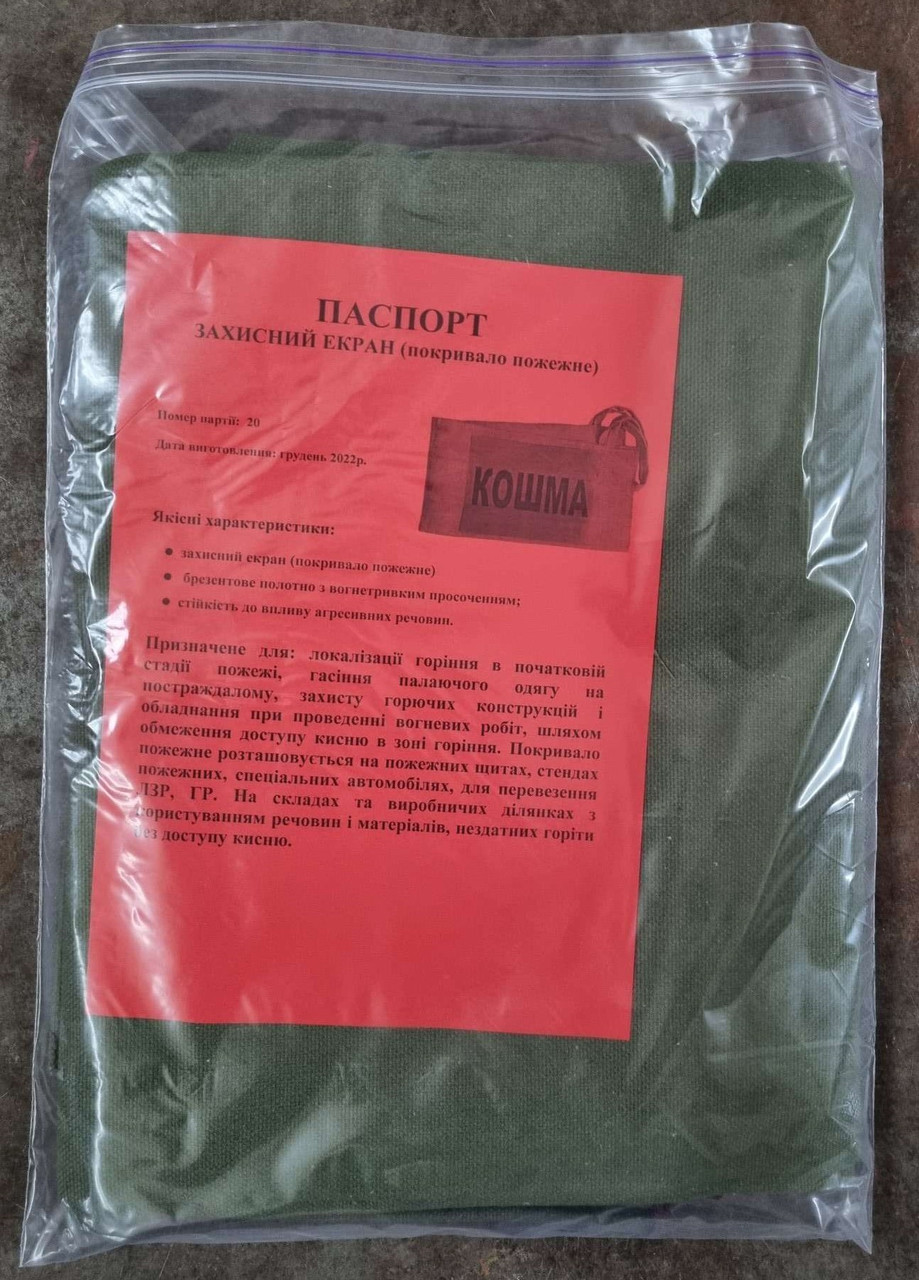 ПАСПОРТ
ЗАХИСНИЙ ЕКРАН (покривало пожежне)
Номер партії: 20
Дата виготовлення: грудень 2022р.
КОШМА
Якісні характеристики:
● захисний екран (покривало пожежне)
● брезентове полотно з вогнетривким просоченням;
● стійкість до впливу агресивних речовин.
Призначене для: локалізації горіння в початковій
стадії пожежі, гасіння палаючого одягу на
постраждалому, захисту горючих конструкцій і
обладнання при проведенні вогневих робіт, шляхом
обмеження доступу кисню в зоні горіння. Покривало
пожежне розташовується на пожежних щитах, стендах
пожежних, спеціальних автомобілях, для перевезення
ЛЗР, ГР. На складах та виробничих ділянках з
користуванням речовин і матеріалів, нездатних горіти
без доступу кисню.